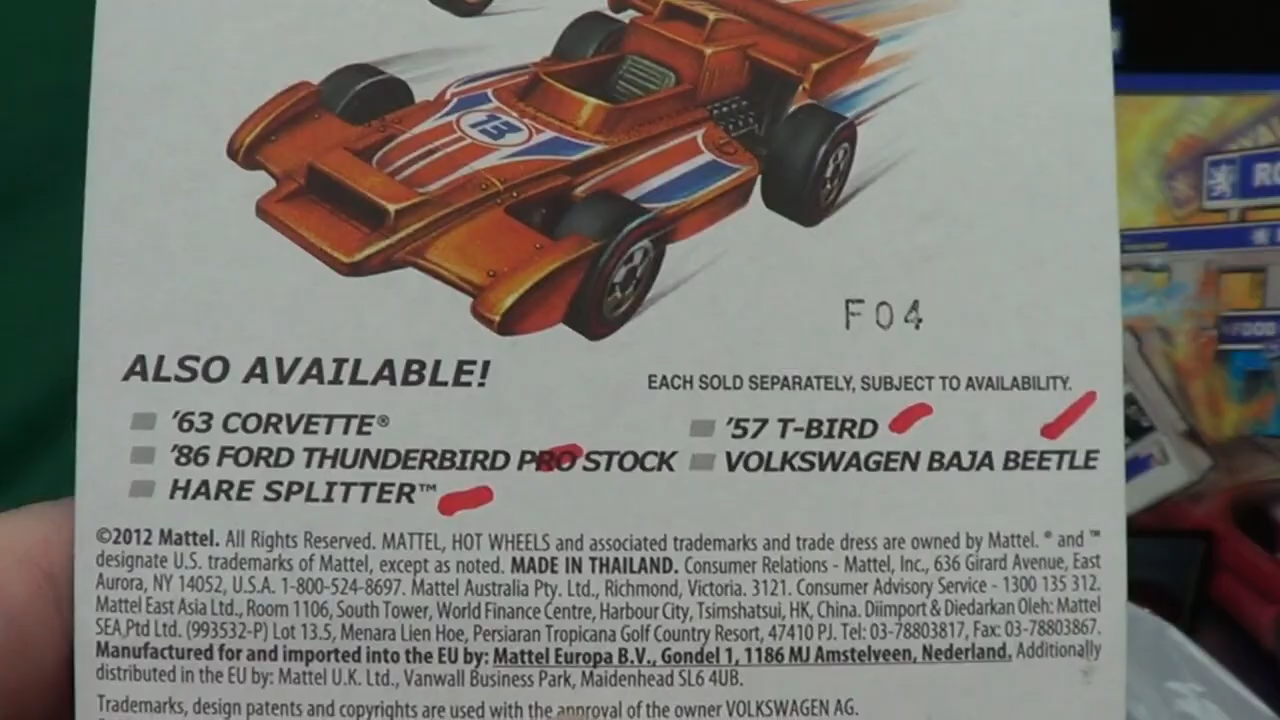 13
F04
ALSO AVAILABLE!
EACH SOLD SEPARATELY, SUBJECT TO AVAILABILITY.
'63 CORVETTE®
'57 T-BIRD
'86 FORD THUNDERBIRD PRO STOCK
VOLKSWAGEN BAJA BEETLE
HARE SPLITTER™
©2012 Mattel. All Rights Reserved. MATTEL, HOT WHEELS and associated trademarks and trade dress are owned by Mattel. ® and ™
designate U.S. trademarks of Mattel, except as noted. MADE IN THAILAND. Consumer Relations - Mattel, Inc., 636 Girard Avenue, East
Aurora, NY 14052, U.S.A. 1-800-524-8697. Mattel Australia Pty. Ltd., Richmond, Victoria. 3121. Consumer Advisory Service - 1300 135 312.
Mattel East Asia Ltd., Room 1106, South Tower, World Finance Centre, Harbour City, Tsimshatsui, HK, China. Diimport & Diedarkan Oleh: Mattel
SEA Ptd Ltd. (993532-P) Lot 13.5, Menara Lien Hoe, Persiaran Tropicana Golf Country Resort, 47410 PJ. Tel: 03-78803817, Fax: 03-78803867.
Manufactured for and imported into the EU by: Mattel Europa B.V., Gondel 1, 1186 MJ Amstelveen, Nederland. Additionally
distributed in the EU by: Mattel U.K. Ltd., Vanwall Business Park, Maidenhead SL6 4UB.
Trademarks, design patents and copyrights are used with the approval of the owner VOLKSWAGEN AG.